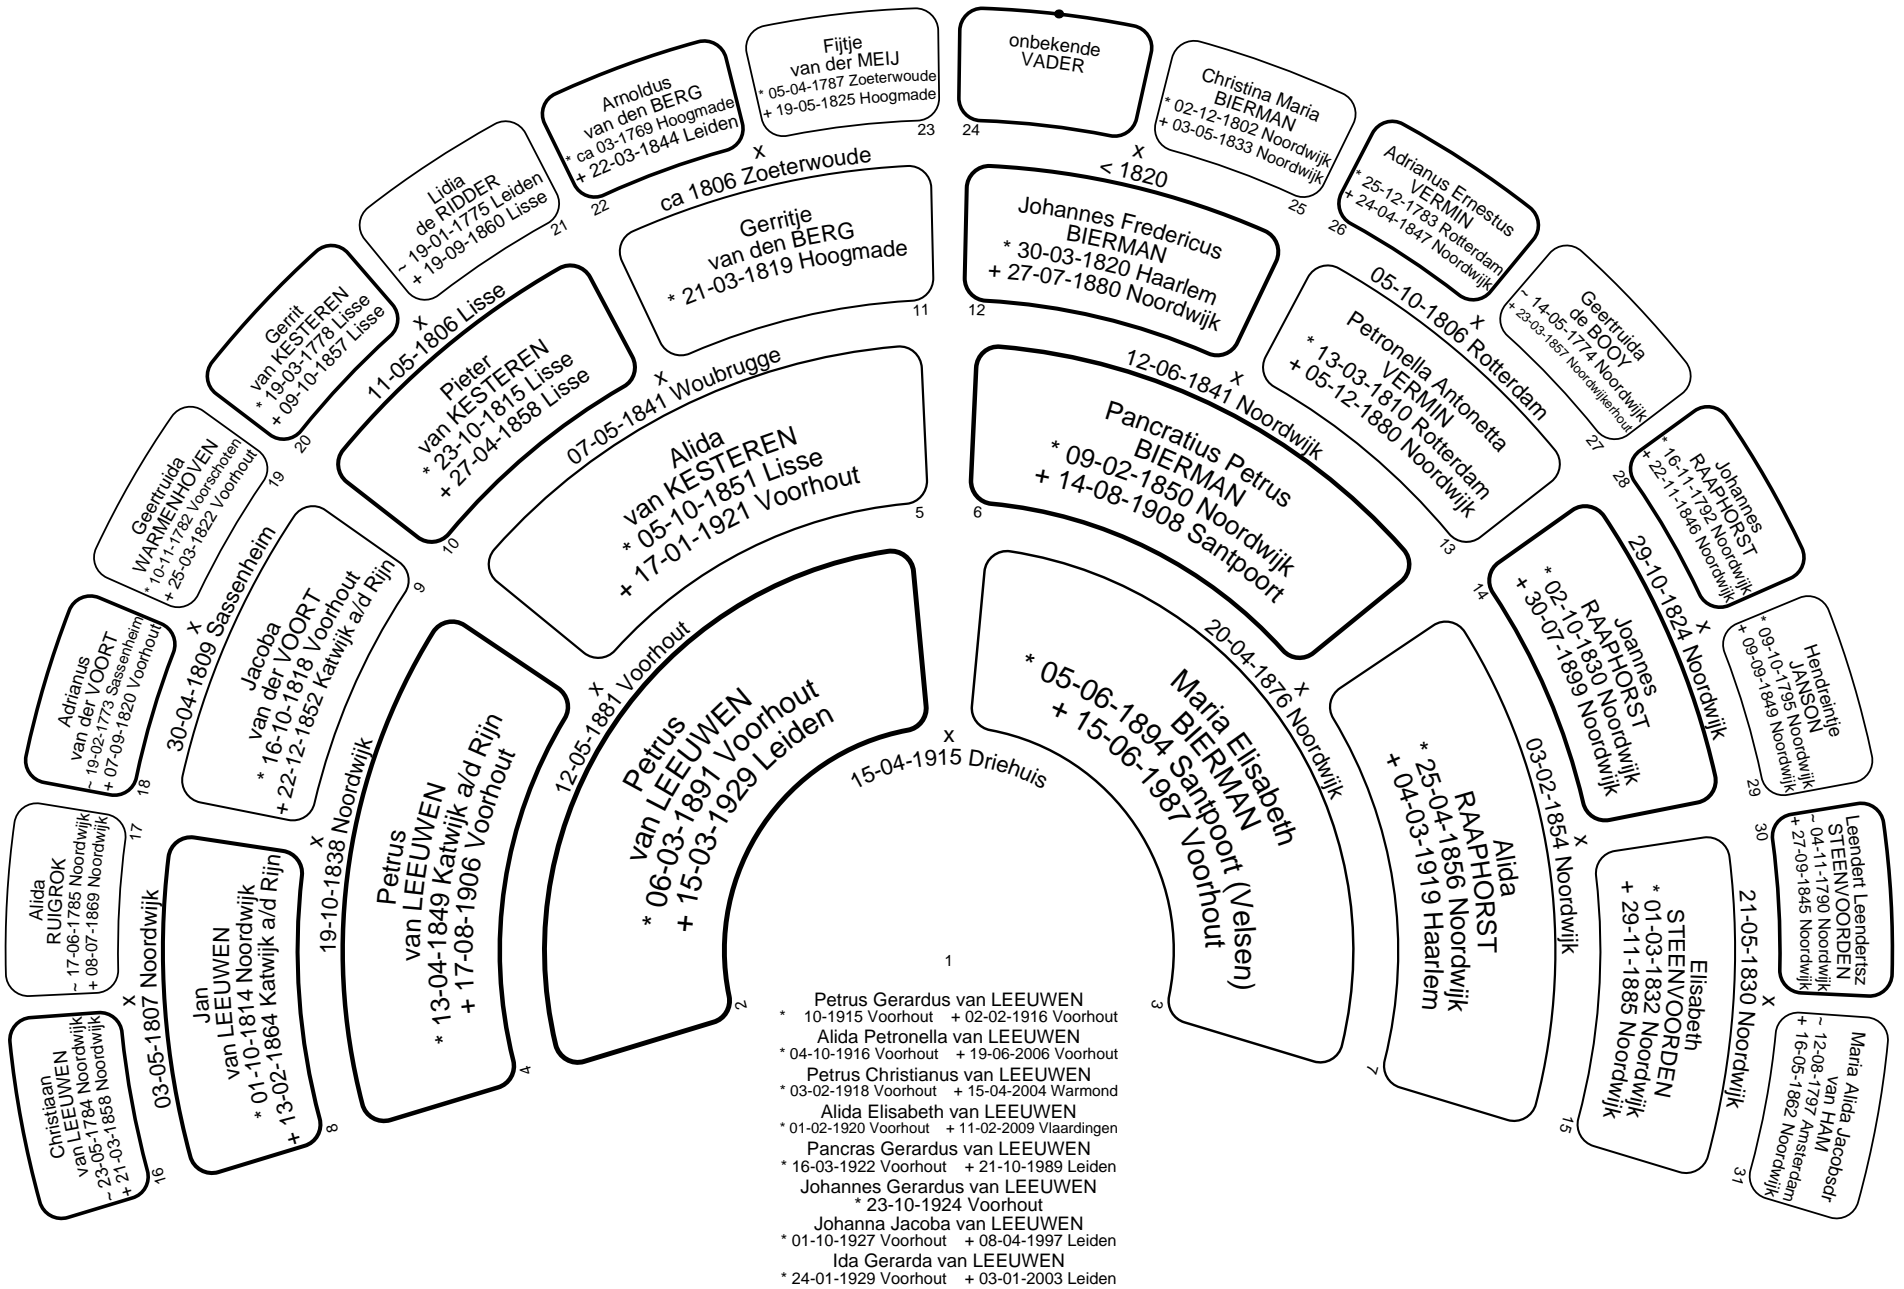 Fijtje
van der MEIJ
* 05-04-1787 Zoeterwoude
+ 19-05-1825 Hoogmade
23
onbekende
VADER
24
Arnoldus
van den BERG
* ca 03-1769 Hoogmade
+ 22-03-1844 Leiden
22
x
ca 1806 Zoeterwoude
Christina Maria
BIERMAN
* 02-12-1802 Noordwijk
+ 03-05-1833 Noordwijk
25
x
< 1820
Lidia
de RIDDER
~ 19-01-1775 Leiden
+ 19-09-1860 Lisse
21
Adrianus Ernestus
VERMIN
* 25-12-1783 Rotterdam
+ 24-04-1847 Noordwijk
26
Gerrit
van KESTEREN
* 19-03-1778 Lisse
+ 09-10-1857 Lisse
20
x
11-05-1806 Lisse
Geertruida
de BOOY
~ 14-05-1774 Noordwijk
+ 23-03-1857 Noordwijkerhout
27
x
05-10-1806 Rotterdam
Geertruida
WARMENHOVEN
* 10-11-1782 Voorschoten
+ 25-03-1822 Voorhout
19
Johannes
RAAPHORST
* 16-11-1792 Noordwijk
+ 22-11-1846 Noordwijk
28
Adrianus
van der VOORT
~ 19-02-1773 Sassenheim
+ 07-09-1820 Voorhout
18
x
30-04-1809 Sassenheim
Hendreintje
JANSON
* 09-10-1795 Noordwijk
+ 09-09-1849 Noordwijk
29
x
29-10-1824 Noordwijk
Alida
RUIGROK
~ 17-06-1785 Noordwijk
+ 08-07-1869 Noordwijk
17
Leendert Leendertsz
STEENVOORDEN
~ 04-11-1790 Noordwijk
+ 27-09-1845 Noordwijk
30
Christiaan
van LEEUWEN
~ 23-05-1784 Noordwijk
+ 21-03-1858 Noordwijk
16
x
03-05-1807 Noordwijk
Maria Alida Jacobsdr
van HAM
~ 12-08-1797 Amsterdam
+ 16-05-1862 Noordwijk
31
x
21-05-1830 Noordwijk
Gerritje
van den BERG
* 21-03-1819 Hoogmade
11
Johannes Fredericus
BIERMAN
* 30-03-1820 Haarlem
+ 27-07-1880 Noordwijk
12
Pieter
van KESTEREN
* 23-10-1815 Lisse
+ 27-04-1858 Lisse
10
x
07-05-1841 Woubrugge
Petronella Antonetta
VERMIN
* 13-03-1810 Rotterdam
+ 05-12-1880 Noordwijk
13
x
12-06-1841 Noordwijk
Jacoba
van der VOORT
* 16-10-1818 Voorhout
+ 22-12-1852 Katwijk a/d Rijn
9
Joannes
RAAPHORST
* 02-10-1830 Noordwijk
+ 30-07-1899 Noordwijk
14
Jan
van LEEUWEN
* 01-10-1814 Noordwijk
+ 13-02-1864 Katwijk a/d Rijn
8
x
19-10-1838 Noordwijk
Elisabeth
STEENVOORDEN
* 01-03-1832 Noordwijk
+ 29-11-1885 Noordwijk
15
x
03-02-1854 Noordwijk
Alida
van KESTEREN
* 05-10-1851 Lisse
+ 17-01-1921 Voorhout
5
Pancratius Petrus
BIERMAN
* 09-02-1850 Noordwijk
+ 14-08-1908 Santpoort
6
Petrus
van LEEUWEN
* 13-04-1849 Katwijk a/d Rijn
+ 17-08-1906 Voorhout
4
x
12-05-1881 Voorhout
Alida
RAAPHORST
* 25-04-1856 Noordwijk
+ 04-03-1919 Haarlem
7
x
20-04-1876 Noordwijk
Petrus
van LEEUWEN
* 06-03-1891 Voorhout
+ 15-03-1929 Leiden
2
Maria Elisabeth
BIERMAN
* 05-06-1894 Santpoort (Velsen)
+ 15-06-1987 Voorhout
3
x
15-04-1915 Driehuis
1
Petrus Gerardus van LEEUWEN
* 10-1915 Voorhout + 02-02-1916 Voorhout
Alida Petronella van LEEUWEN
* 04-10-1916 Voorhout + 19-06-2006 Voorhout
Petrus Christianus van LEEUWEN
* 03-02-1918 Voorhout + 15-04-2004 Warmond
Alida Elisabeth van LEEUWEN
* 01-02-1920 Voorhout + 11-02-2009 Vlaardingen
Pancras Gerardus van LEEUWEN
* 16-03-1922 Voorhout + 21-10-1989 Leiden
Johannes Gerardus van LEEUWEN
* 23-10-1924 Voorhout
Johanna Jacoba van LEEUWEN
* 01-10-1927 Voorhout + 08-04-1997 Leiden
Ida Gerarda van LEEUWEN
* 24-01-1929 Voorhout + 03-01-2003 Leiden